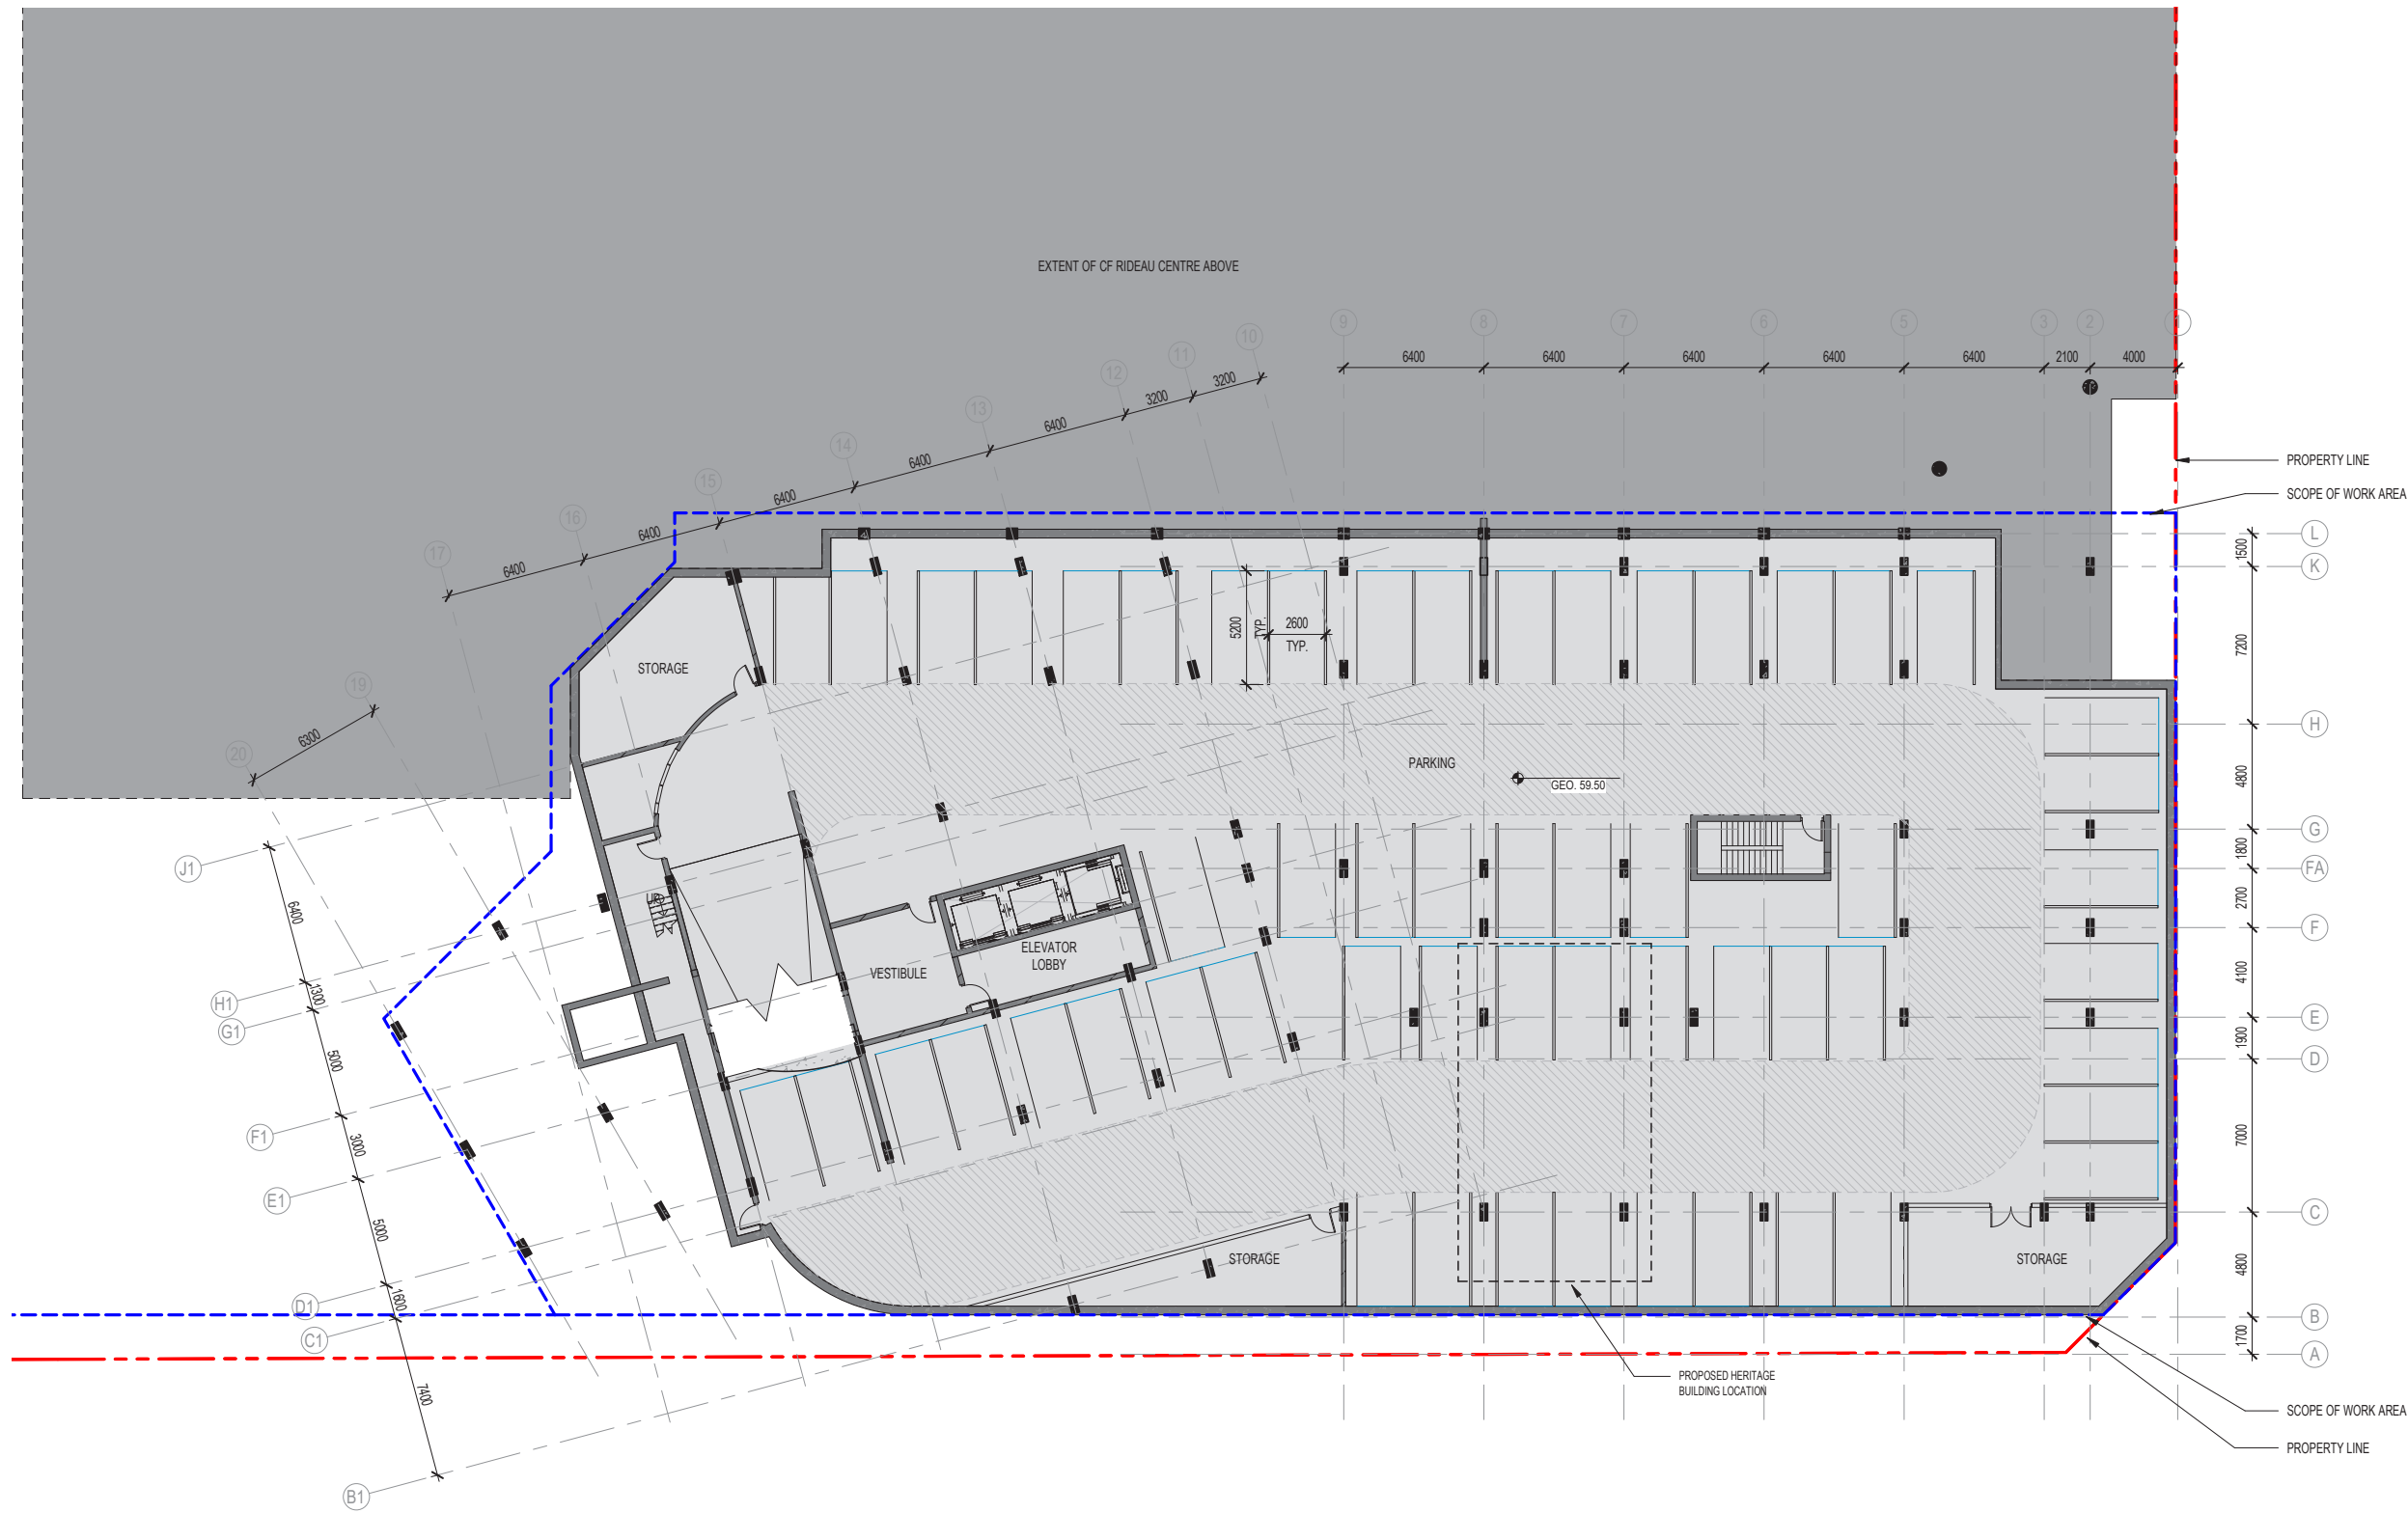 EXTENT OF CF RIDEAU CENTRE ABOVE
9
8
7
6
5
3
2
1
10
11
12
13
14
15
16
17
19
20
6400
6400
6400
6400
6400
2100
4000
3200
3200
6400
6400
6400
6400
6400
6300
PROPERTY LINE
SCOPE OF WORK AREA
L
1500
K
7200
H
4800
G
1800
FA
2700
F
4100
E
1900
D
7000
C
4800
B
1700
A
5200
TYP.
2600
TYP.
STORAGE
PARKING
GEO. 59.50
UP
ELEVATOR
LOBBY
VESTIBULE
STORAGE
STORAGE
J1
6400
H1
1300
G1
5000
F1
3000
E1
5000
D1
1600
C1
7400
B1
PROPOSED HERITAGE
BUILDING LOCATION
SCOPE OF WORK AREA
PROPERTY LINE